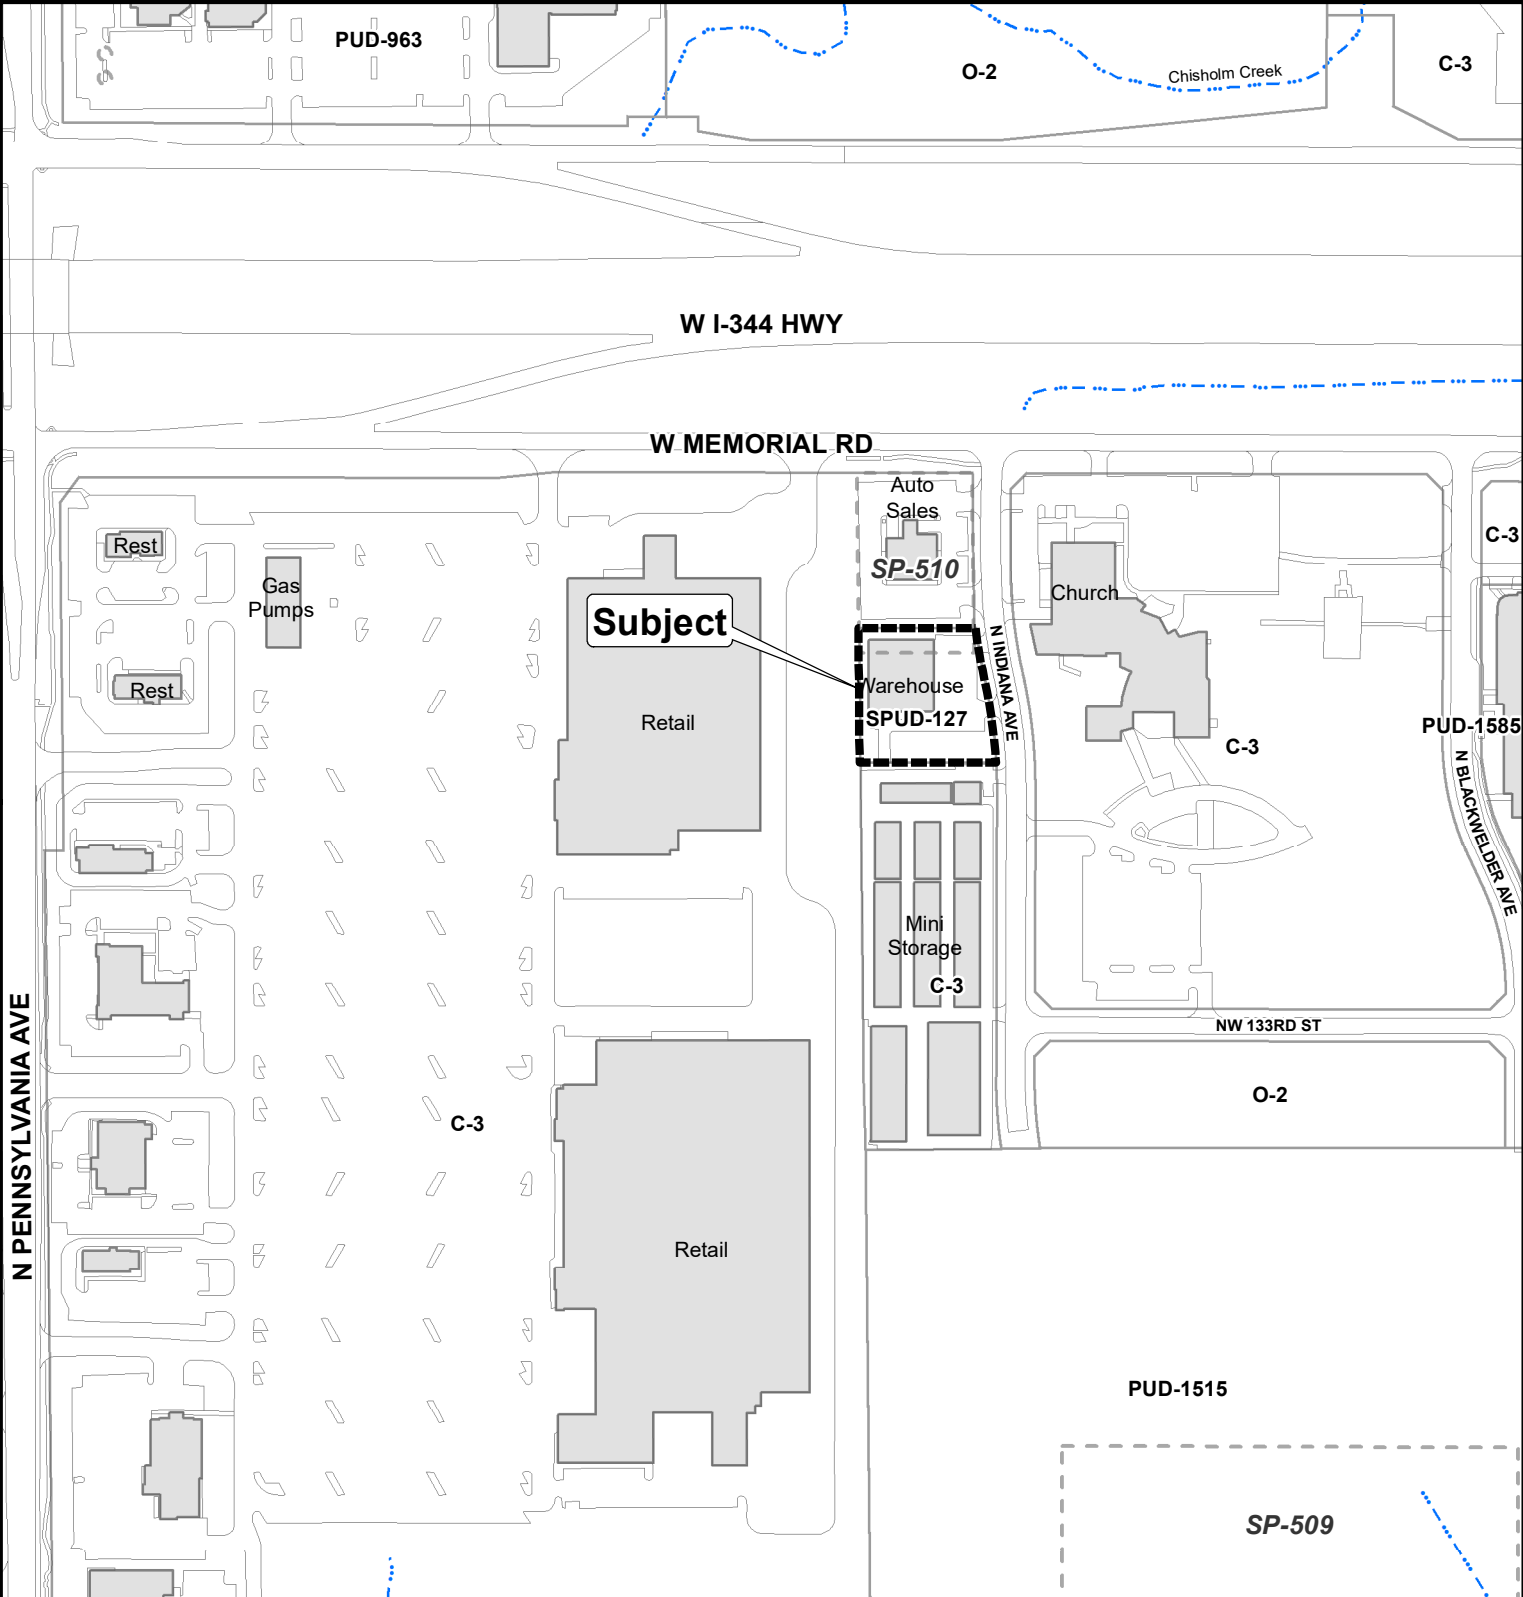 PUD-963
O-2
Chisholm Creek
C-3
W I-344 HWY
W MEMORIAL RD
Auto
Sales
SP-510
Rest
Gas
Pumps
Church
C-3
Subject
N INDIANA AVE
Rest
Warehouse
Retail
SPUD-127
C-3
PUD-1585
N BLACKWELDER AVE
Mini
Storage
C-3
NW 133RD ST
N PENNSYLVANIA AVE
C-3
O-2
Retail
PUD-1515
SP-509